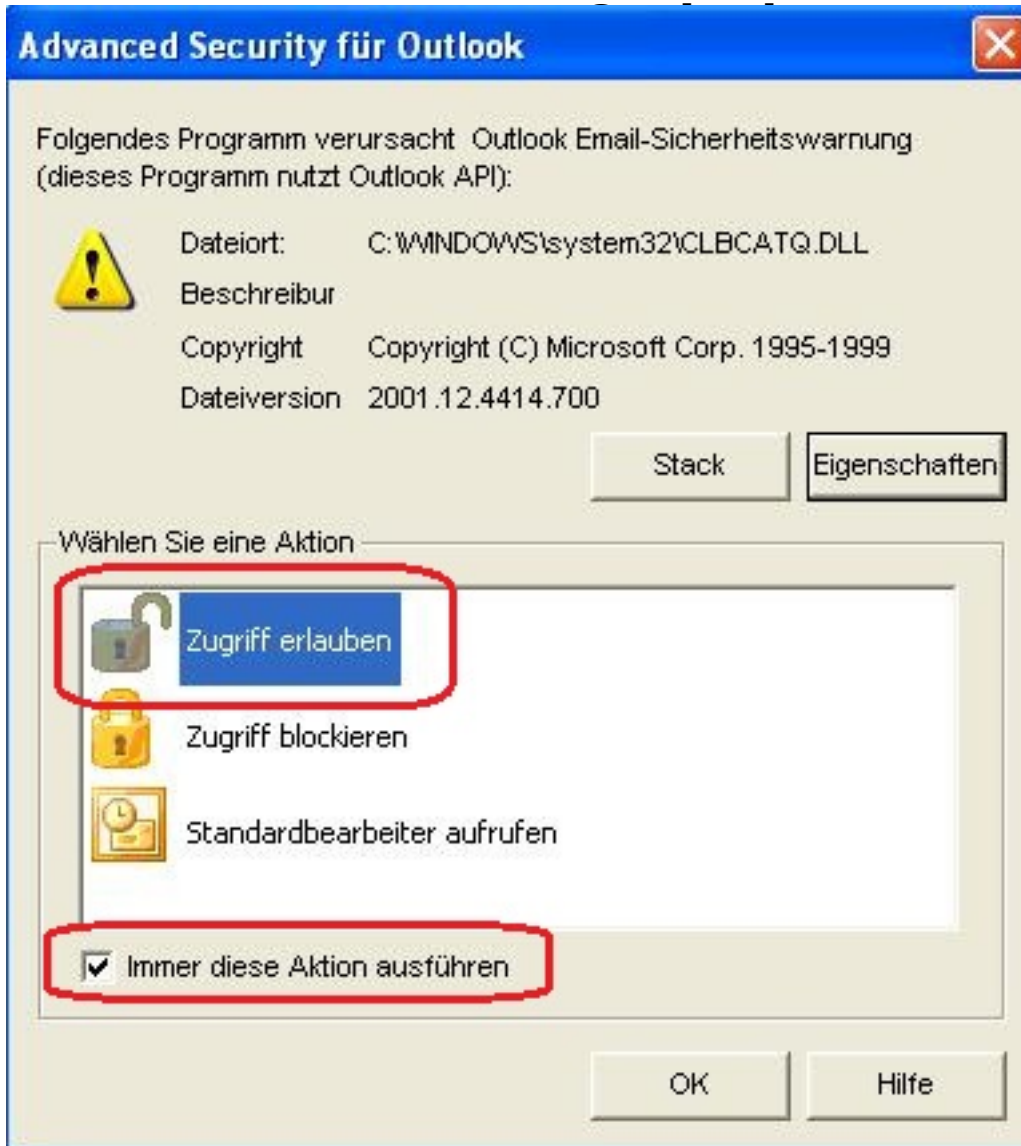 Advanced Security für Outlook
Folgendes Programm verursacht Outlook Email-Sicherheitswarnung
(dieses Programm nutzt Outlook API):
Dateiort: C:\WINDOWS\system32\CLBCATQ.DLL
Beschreibur
Copyright Copyright (C) Microsoft Corp. 1995-1999
Dateiversion 2001.12.4414.700
Stack Eigenschaften
Wählen Sie eine Aktion
Zugriff erlauben
Zugriff blockieren
Standardbearbeiter aufrufen
Immer diese Aktion ausführen
OK Hilfe